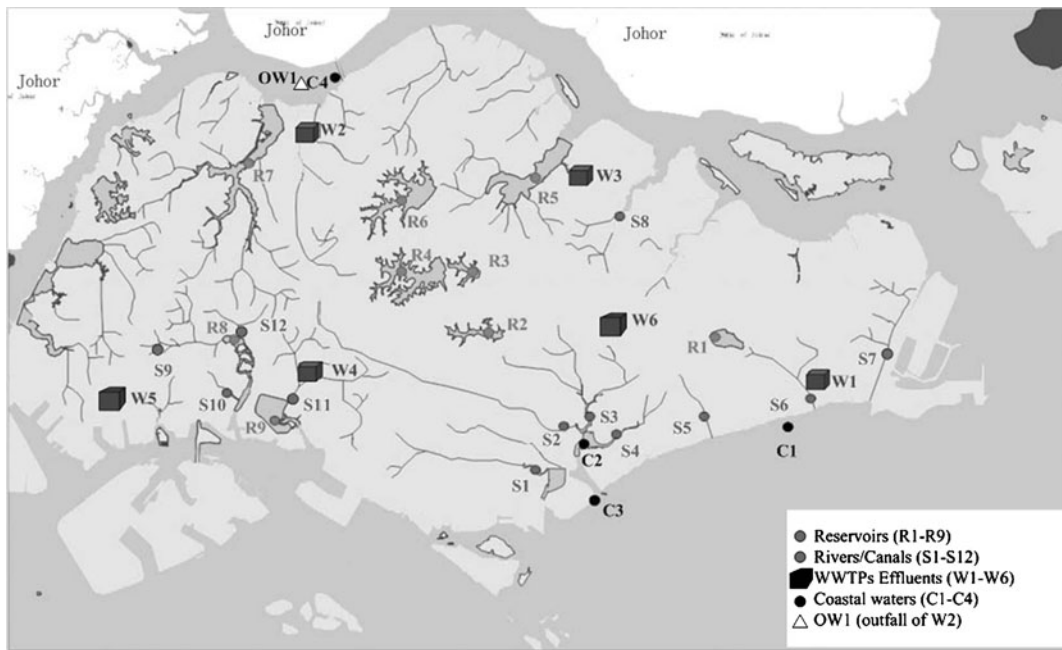 Johor
Johor
Johor
OW1
C4
W2
R7
W3
R5
R6
S8
R4
R3
R2
W6
R1
S12
R8
S9
W4
W5
S10
S11
R9
S7
W1
S6
S3
S2
S4
S5
C2
C1
S1
C3
Reservoirs (R1-R9)
Rivers/Canals (S1-S12)
WWTPs Effluents (W1-W6)
Coastal waters (C1-C4)
OW1 (outfall of W2)